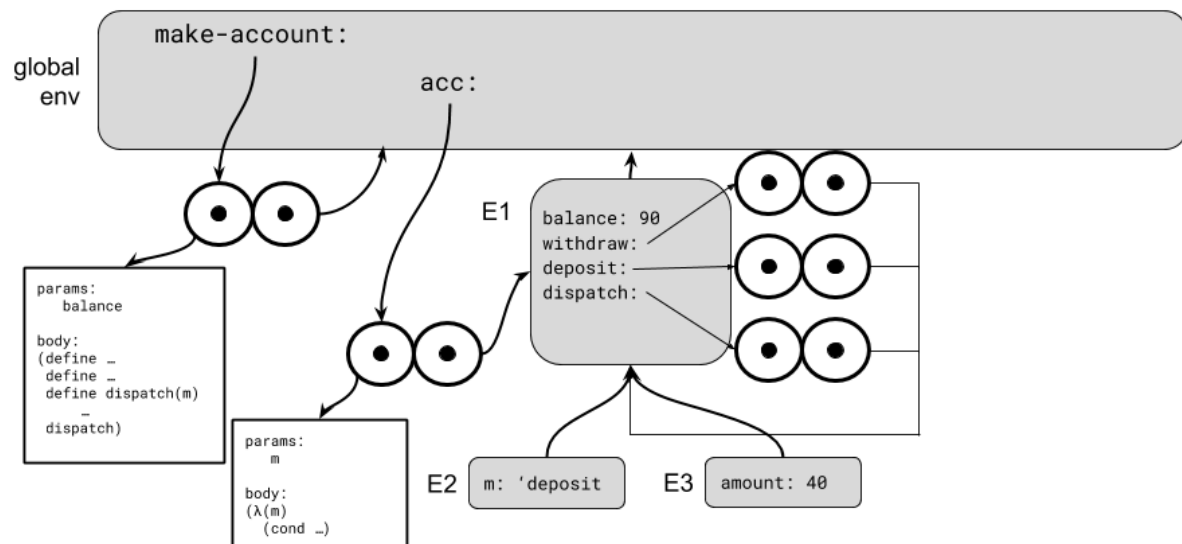 make-account:
global
env
acc:
E1
balance: 90
withdraw:
deposit:
dispatch:
params:
balance
body:
(define …
define …
define dispatch(m)
…
dispatch)
params:
m
body:
(λ(m)
(cond …)
E2
m: ‘deposit
E3
amount: 40